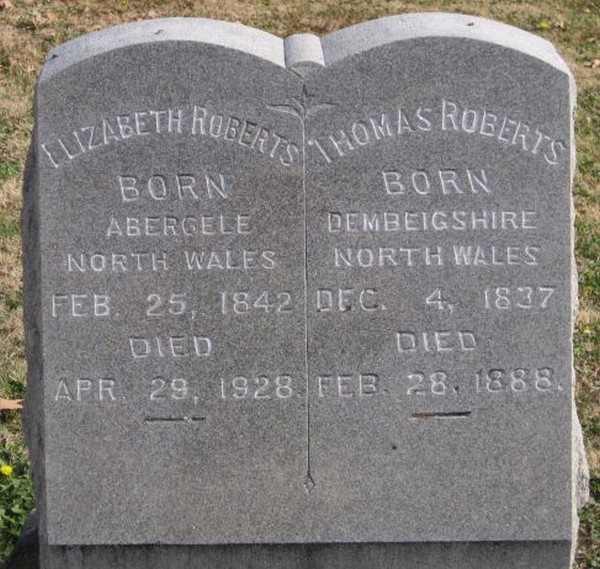 ELIZABETH ROBERTS
BORN
ABERGELE
NORTH WALES
FEB. 25, 1842
DIED
APR. 29, 1928.
THOMAS ROBERTS
BORN
DEMBEIGSHIRE
NORTH WALES
DEC. 4, 1837
DIED
FEB. 28, 1888.